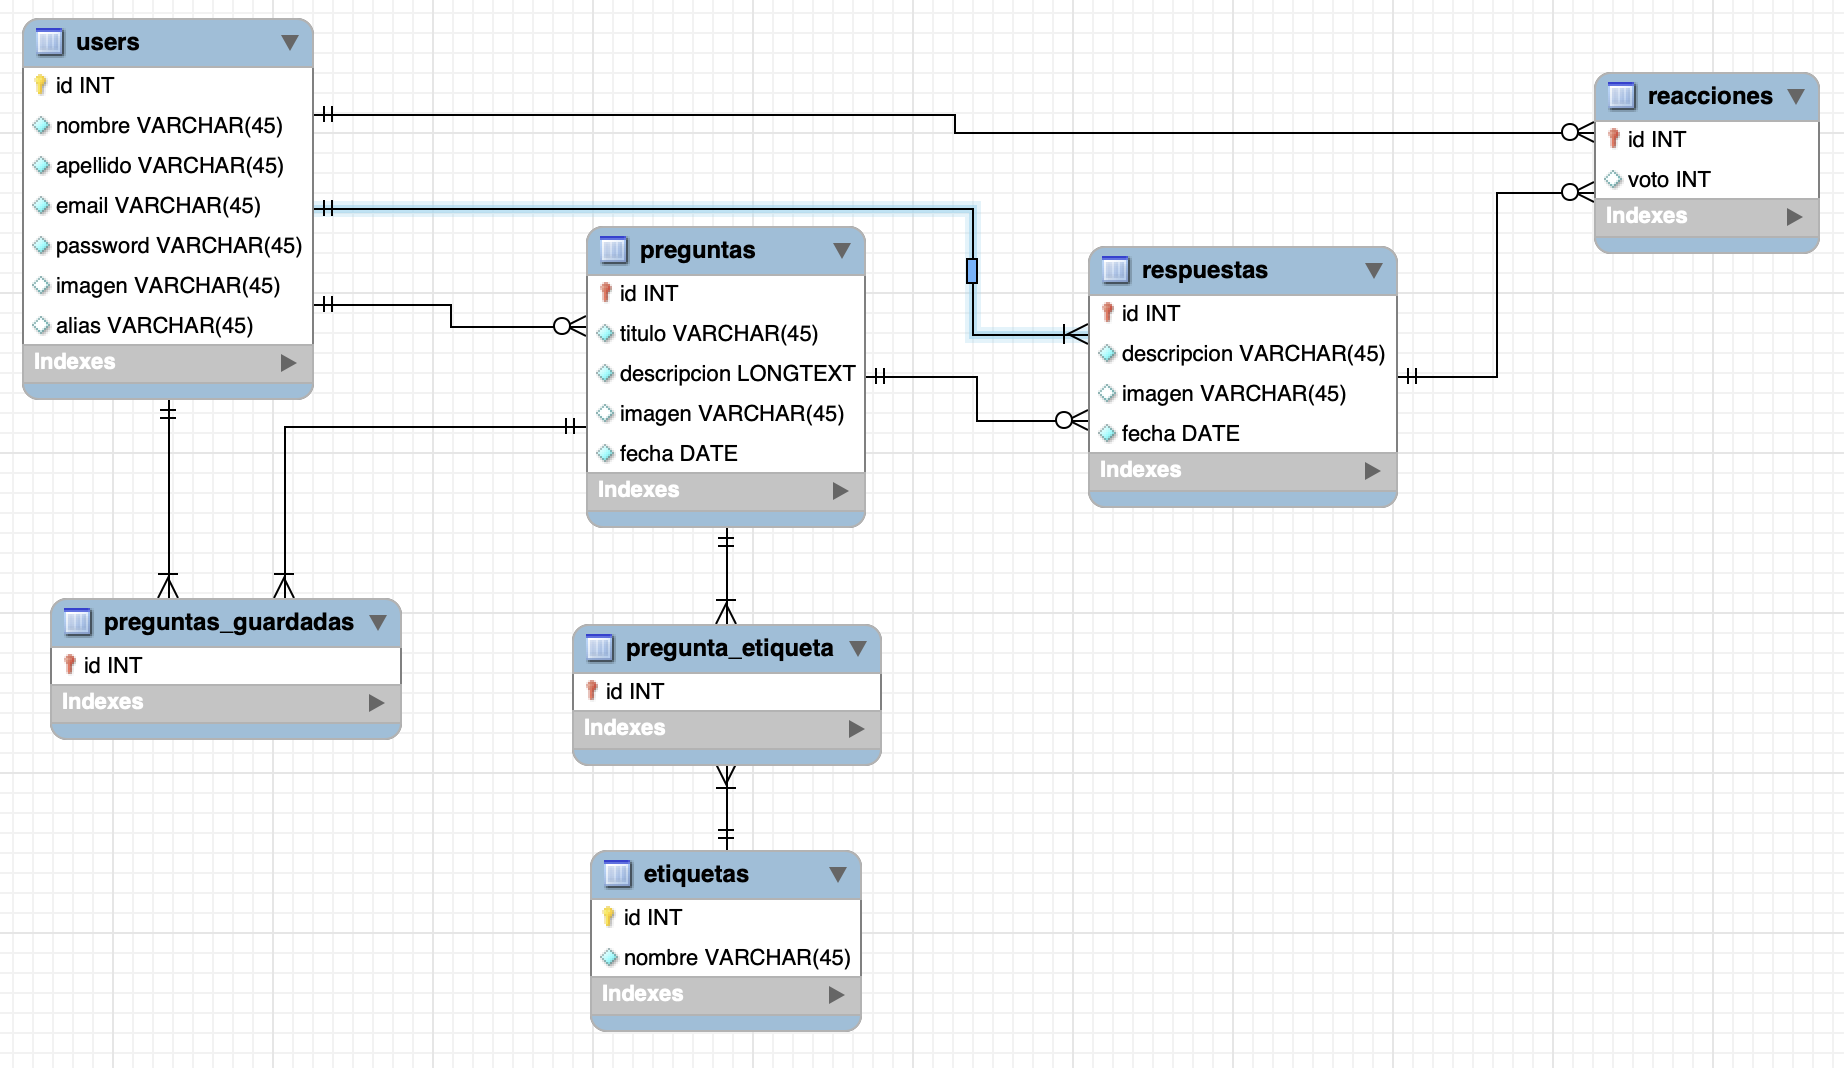 users
id INT
nombre VARCHAR(45)
apellido VARCHAR(45)
email VARCHAR(45)
password VARCHAR(45)
imagen VARCHAR(45)
alias VARCHAR(45)
Indexes
preguntas
id INT
titulo VARCHAR(45)
descripcion LONGTEXT
imagen VARCHAR(45)
fecha DATE
Indexes
respuestas
id INT
descripcion VARCHAR(45)
imagen VARCHAR(45)
fecha DATE
Indexes
reacciones
id INT
voto INT
Indexes
preguntas_guardadas
id INT
Indexes
pregunta_etiqueta
id INT
Indexes
etiquetas
id INT
nombre VARCHAR(45)
Indexes